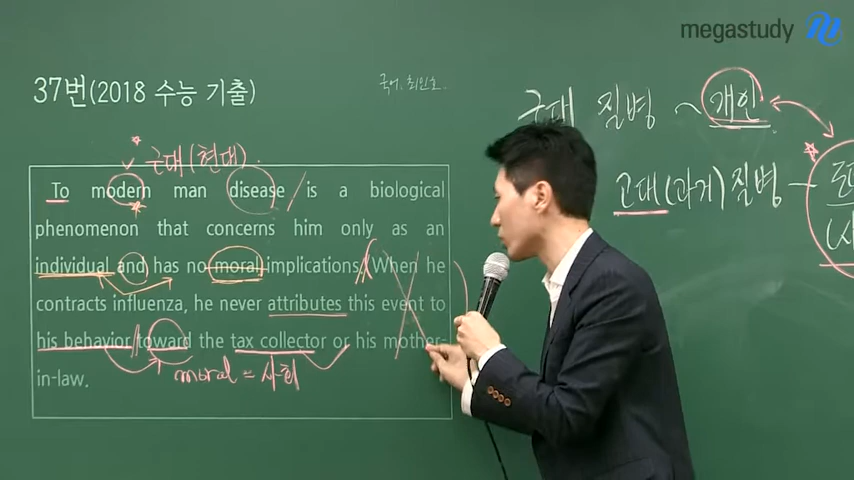 megastudy
37번(2018 수능 기출)
국어. 최인호.
근대 질병 ~ 개인
근대(현대)
고대(과거)질병 -
To modern man disease is a biological
phenomenon that concerns him only as an
individual and has no moral implications. When he
contracts influenza, he never attributes this event to
his behavior toward the tax collector or his mother-
in-law.
moral = 사회